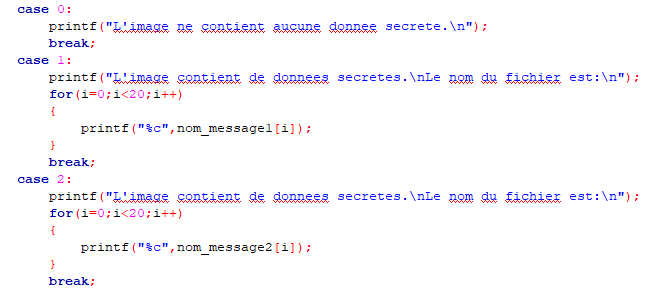 case 0:
    printf("L'image ne contient aucune donnee secrete.\n");
    break;
case 1:
    printf("L'image contient de donnees secretes.\nLe nom du fichier est:\n");
    for(i=0;i<20;i++)
    {
        printf("%c",nom_message1[i]);
    }
    break;
case 2:
    printf("L'image contient de donnees secretes.\nLe nom du fichier est:\n");
    for(i=0;i<20;i++)
    {
        printf("%c",nom_message2[i]);
    }
    break;